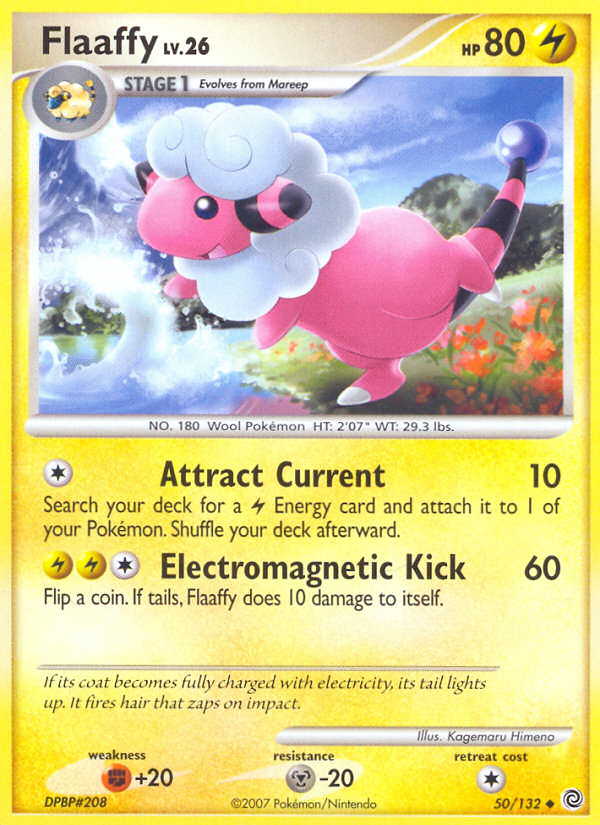 Flaaffy LV.26 HP 80
STAGE 1 Evolves from Mareep
NO. 180 Wool Pokémon HT: 2'07" WT: 29.3 lbs.
Attract Current 10
Search your deck for a Energy card and attach it to 1 of
your Pokémon. Shuffle your deck afterward.
Electromagnetic Kick 60
Flip a coin. If tails, Flaaffy does 10 damage to itself.
If its coat becomes fully charged with electricity, its tail lights
up. It fires hair that zaps on impact.
Illus. Kagemaru Himeno
weakness resistance retreat cost
+20 -20
DPBP#208 ©2007 Pokémon/Nintendo 50/132